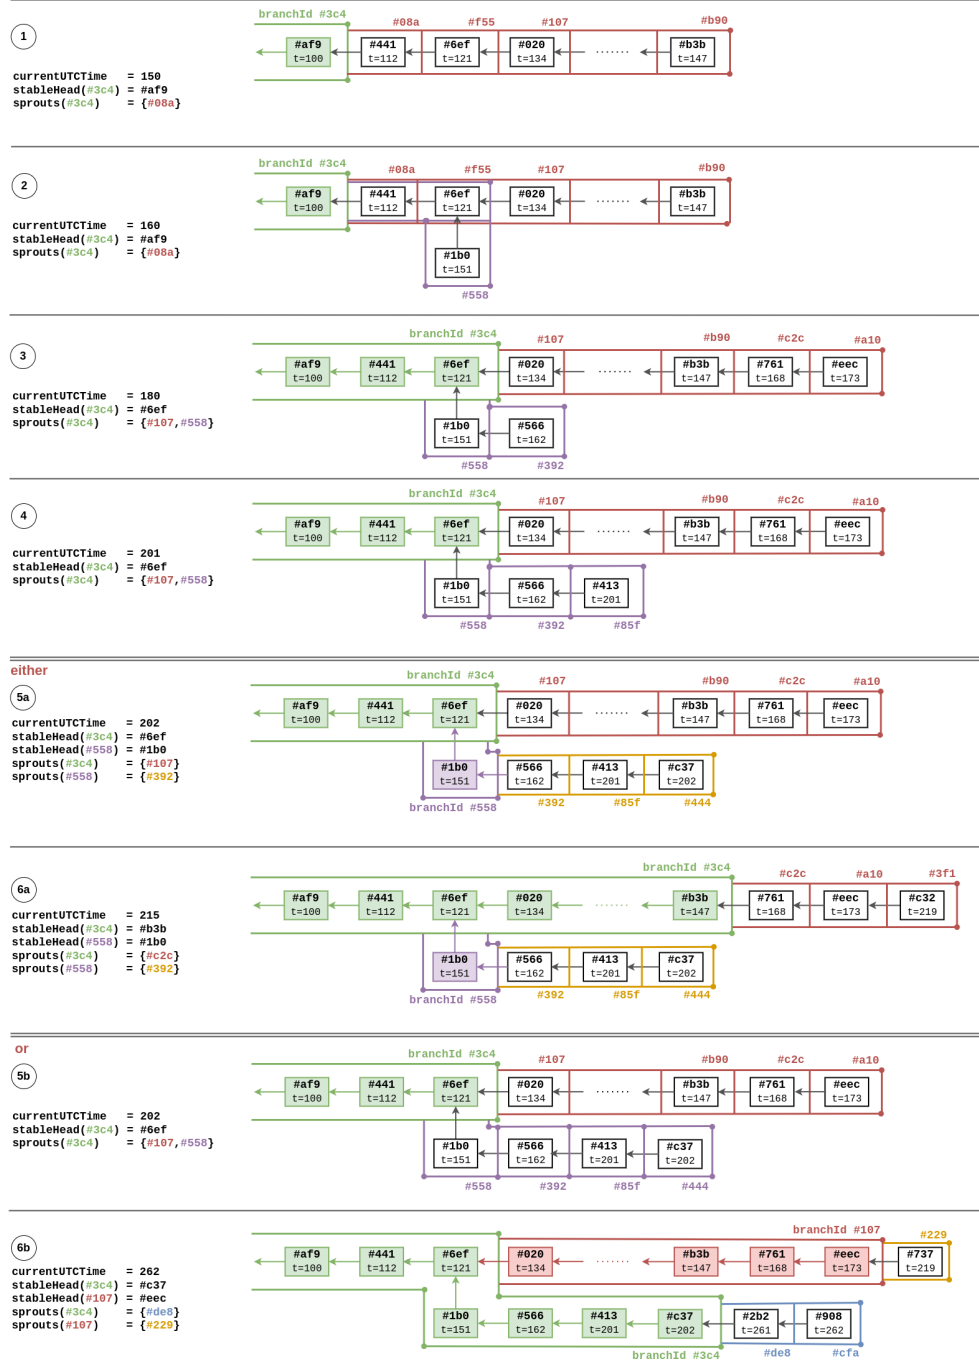 branchId #3c4
#08a #f55 #107 #b90
1
#af9 #441 #6ef #020 ....... #b3b
t=100 t=112 t=121 t=134 t=147
currentUTCTime = 150
stableHead(#3c4) = #af9
sprouts(#3c4) = {#08a}
branchId #3c4
#08a #f55 #107 #b90
2
#af9 #441 #6ef #020 ....... #b3b
t=100 t=112 t=121 t=134 t=147
currentUTCTime = 160
stableHead(#3c4) = #af9
sprouts(#3c4) = {#08a}
#1b0
t=151
#558
branchId #3c4
#107 #b90 #c2c #a10
3
#af9 #441 #6ef #020 ....... #b3b #761 #eec
t=100 t=112 t=121 t=134 t=147 t=168 t=173
currentUTCTime = 180
stableHead(#3c4) = #6ef
sprouts(#3c4) = {#107,#558}
#1b0 #566
t=151 t=162
#558 #392
branchId #3c4
#107 #b90 #c2c #a10
4
#af9 #441 #6ef #020 ....... #b3b #761 #eec
t=100 t=112 t=121 t=134 t=147 t=168 t=173
currentUTCTime = 201
stableHead(#3c4) = #6ef
sprouts(#3c4) = {#107,#558}
#1b0 #566 #413
t=151 t=162 t=201
#558 #392 #85f
either
branchId #3c4
#107 #b90 #c2c #a10
5a
#af9 #441 #6ef #020 ....... #b3b #761 #eec
t=100 t=112 t=121 t=134 t=147 t=168 t=173
currentUTCTime = 202
stableHead(#3c4) = #6ef
stableHead(#558) = #1b0
sprouts(#3c4) = {#107}
sprouts(#558) = {#392}
#1b0 #566 #413 #c37
t=151 t=162 t=201 t=202
branchId #558 #392 #85f #444
branchId #3c4
#c2c #a10 #3f1
6a
#af9 #441 #6ef #020 ....... #b3b #761 #eec #c32
t=100 t=112 t=121 t=134 t=147 t=168 t=173 t=219
currentUTCTime = 215
stableHead(#3c4) = #b3b
stableHead(#558) = #1b0
sprouts(#3c4) = {#c2c}
sprouts(#558) = {#392}
#1b0 #566 #413 #c37
t=151 t=162 t=201 t=202
branchId #558 #392 #85f #444
or
branchId #3c4
#107 #b90 #c2c #a10
5b
#af9 #441 #6ef #020 ....... #b3b #761 #eec
t=100 t=112 t=121 t=134 t=147 t=168 t=173
currentUTCTime = 202
stableHead(#3c4) = #6ef
sprouts(#3c4) = {#107,#558}
#1b0 #566 #413 #c37
t=151 t=162 t=201 t=202
#558 #392 #85f #444
branchId #107
#229
6b
#af9 #441 #6ef #020 ....... #b3b #761 #eec #737
t=100 t=112 t=121 t=134 t=147 t=168 t=173 t=219
currentUTCTime = 262
stableHead(#3c4) = #c37
stableHead(#107) = #eec
sprouts(#3c4) = {#de8}
sprouts(#107) = {#229}
#1b0 #566 #413 #c37 #2b2 #908
t=151 t=162 t=201 t=202 t=261 t=262
branchId #3c4 #de8 #cfa